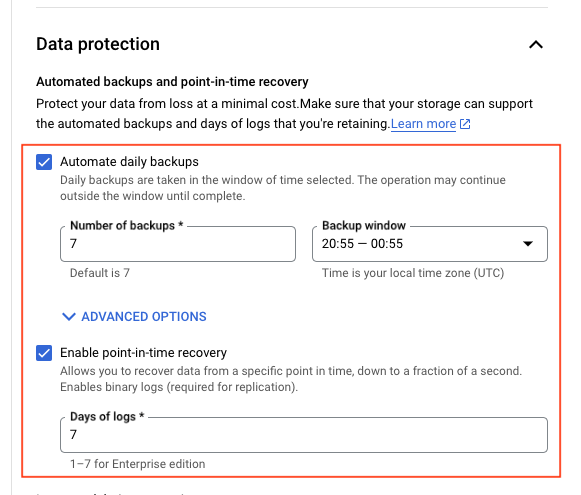 Data protection
Automated backups and point-in-time recovery
Protect your data from loss at a minimal cost.Make sure that your storage can support
the automated backups and days of logs that you're retaining.Learn more
Automate daily backups
Daily backups are taken in the window of time selected. The operation may continue
outside the window until complete.
Number of backups *
7
Default is 7
Backup window
20:55 — 00:55
Time is your local time zone (UTC)
ADVANCED OPTIONS
Enable point-in-time recovery
Allows you to recover data from a specific point in time, down to a fraction of a second.
Enables binary logs (required for replication).
Days of logs *
7
1–7 for Enterprise edition